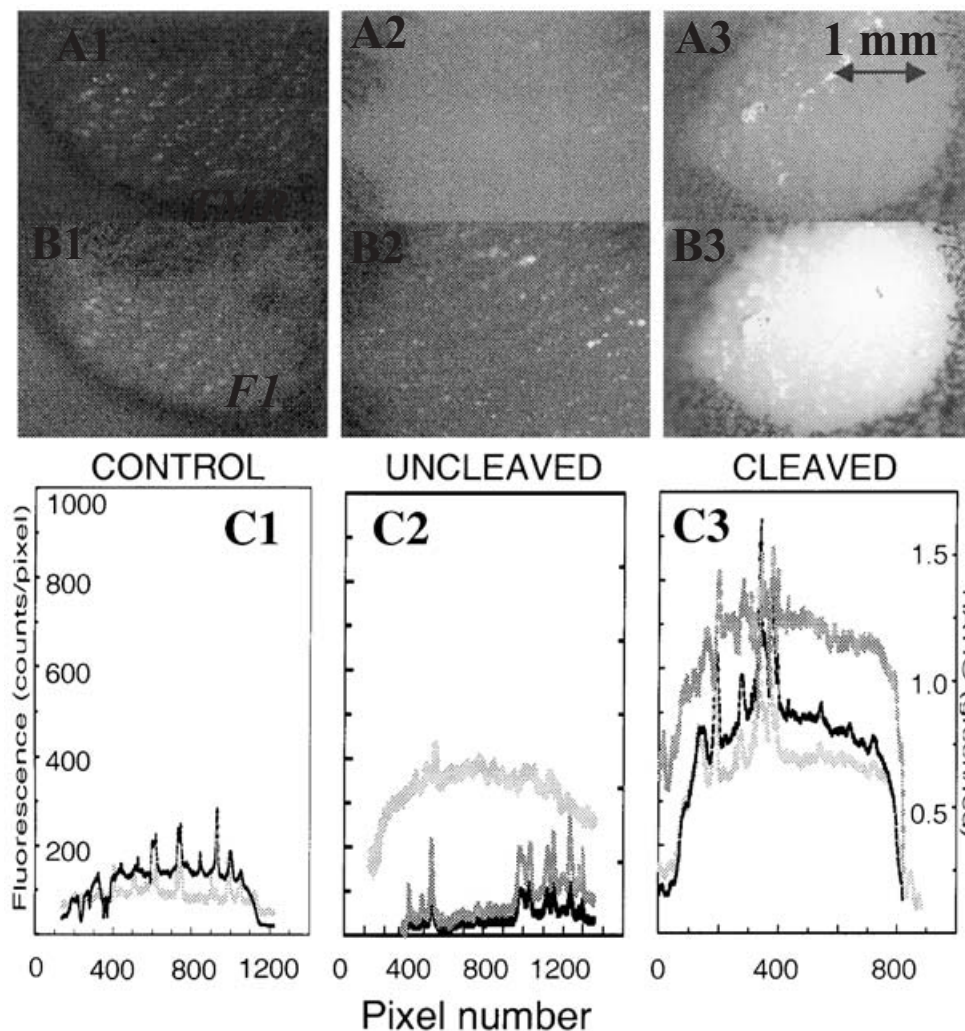 A1
A2
A3
1 mm
TMR
B1
B2
B3
F1
CONTROL
UNCLEAVED
CLEAVED
Fluorescence (counts/pixel)
1000
800
600
400
200
C1
C2
C3
1.5
1.0
0.5
0 400 800 1200
0 400 800 1200
0 400 800
Pixel number